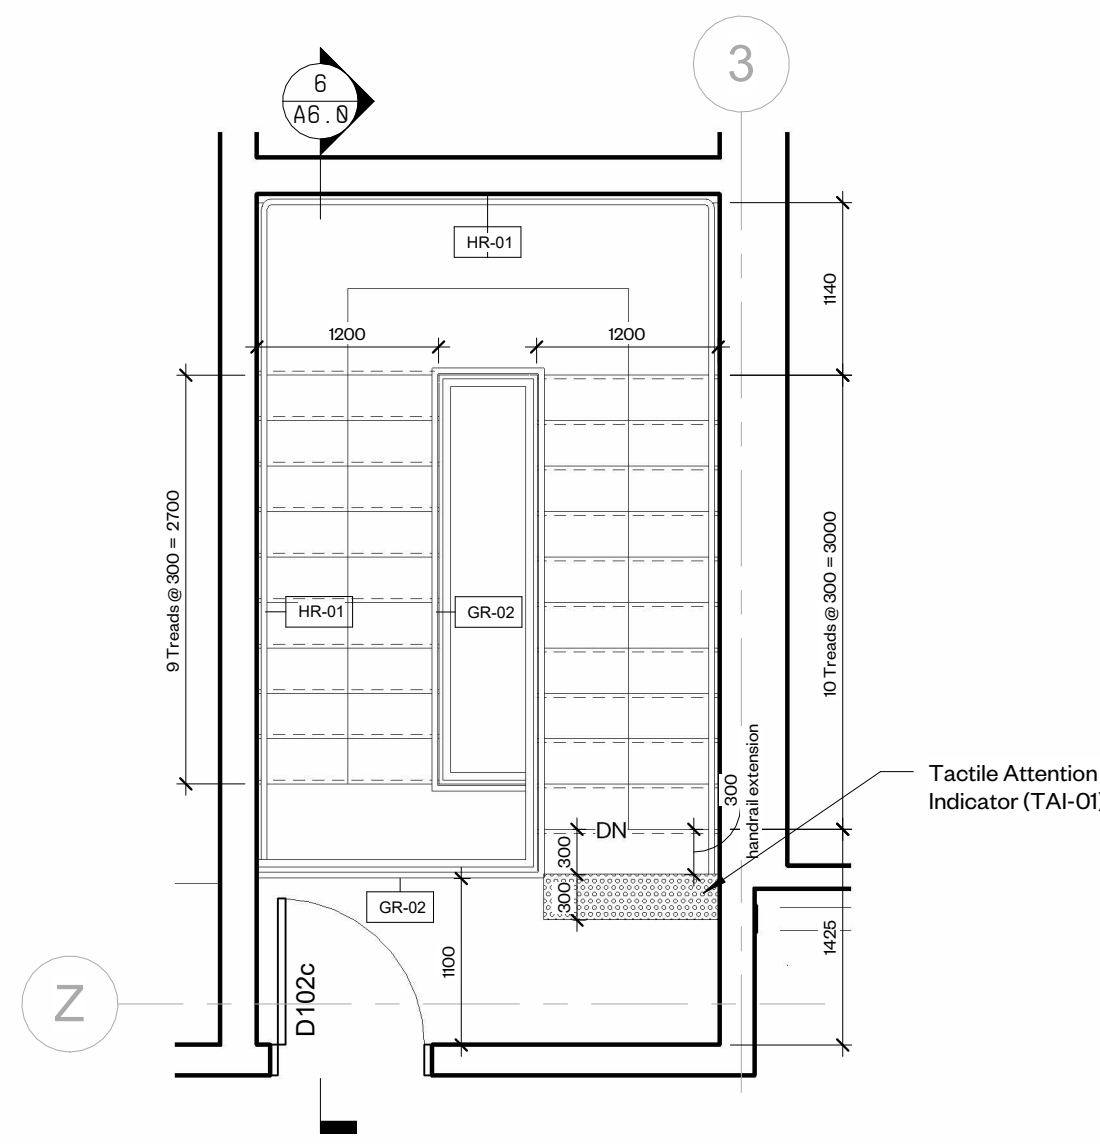 6
A6.0
3
HR-01
1140
1200
1200
9 Treads @ 300 = 2700
10 Treads @ 300 = 3000
HR-01
GR-02
300
handrail extension
Tactile Attention
Indicator (TAI-01)
DN
300
300
GR-02
1425
1100
D102c
Z